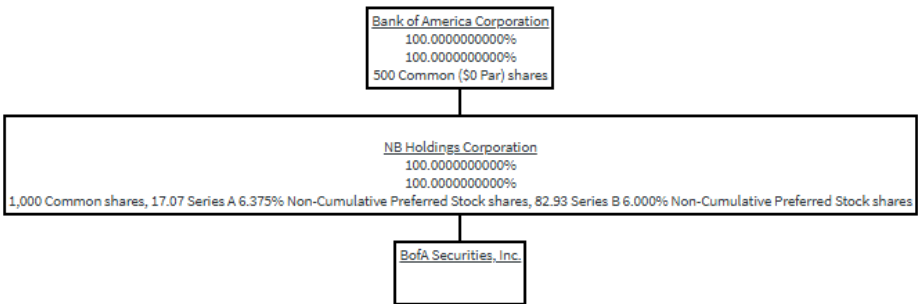 Bank of America Corporation
100.0000000000%
100.0000000000%
500 Common ($0 Par) shares
NB Holdings Corporation
100.0000000000%
100.0000000000%
1,000 Common shares, 17.07 Series A 6.375% Non-Cumulative Preferred Stock shares, 82.93 Series B 6.000% Non-Cumulative Preferred Stock shares
BofA Securities, Inc.